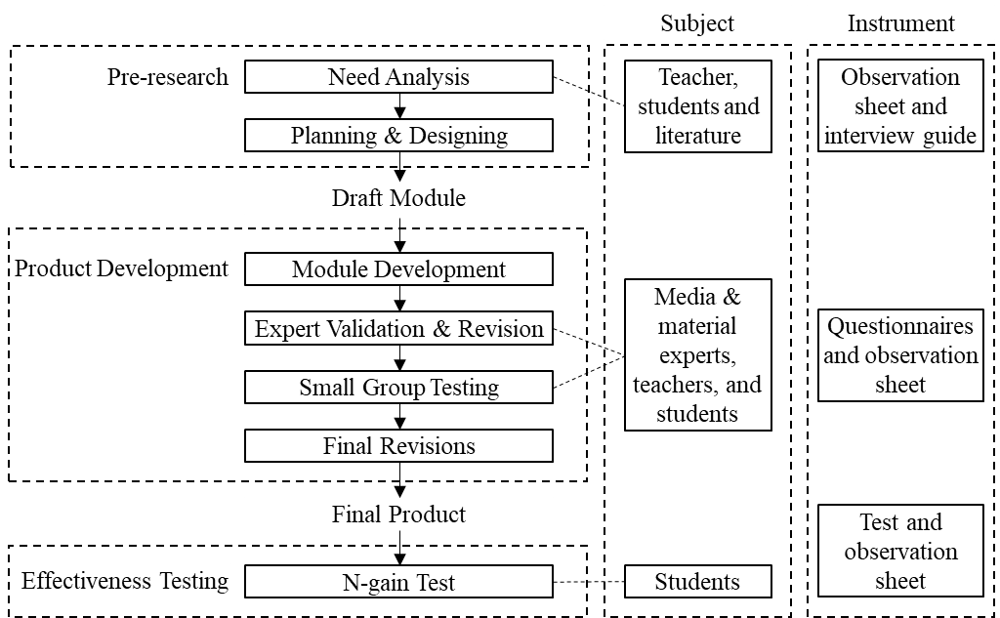 Subject
Instrument
Pre-research
Need Analysis
Planning & Designing
Teacher,
students and
literature
Observation
sheet and
interview guide
Draft Module
Product Development
Module Development
Expert Validation & Revision
Small Group Testing
Final Revisions
Media &
material
experts,
teachers, and
students
Questionnaires
and observation
sheet
Final Product
Effectiveness Testing
N-gain Test
Students
Test and
observation
sheet